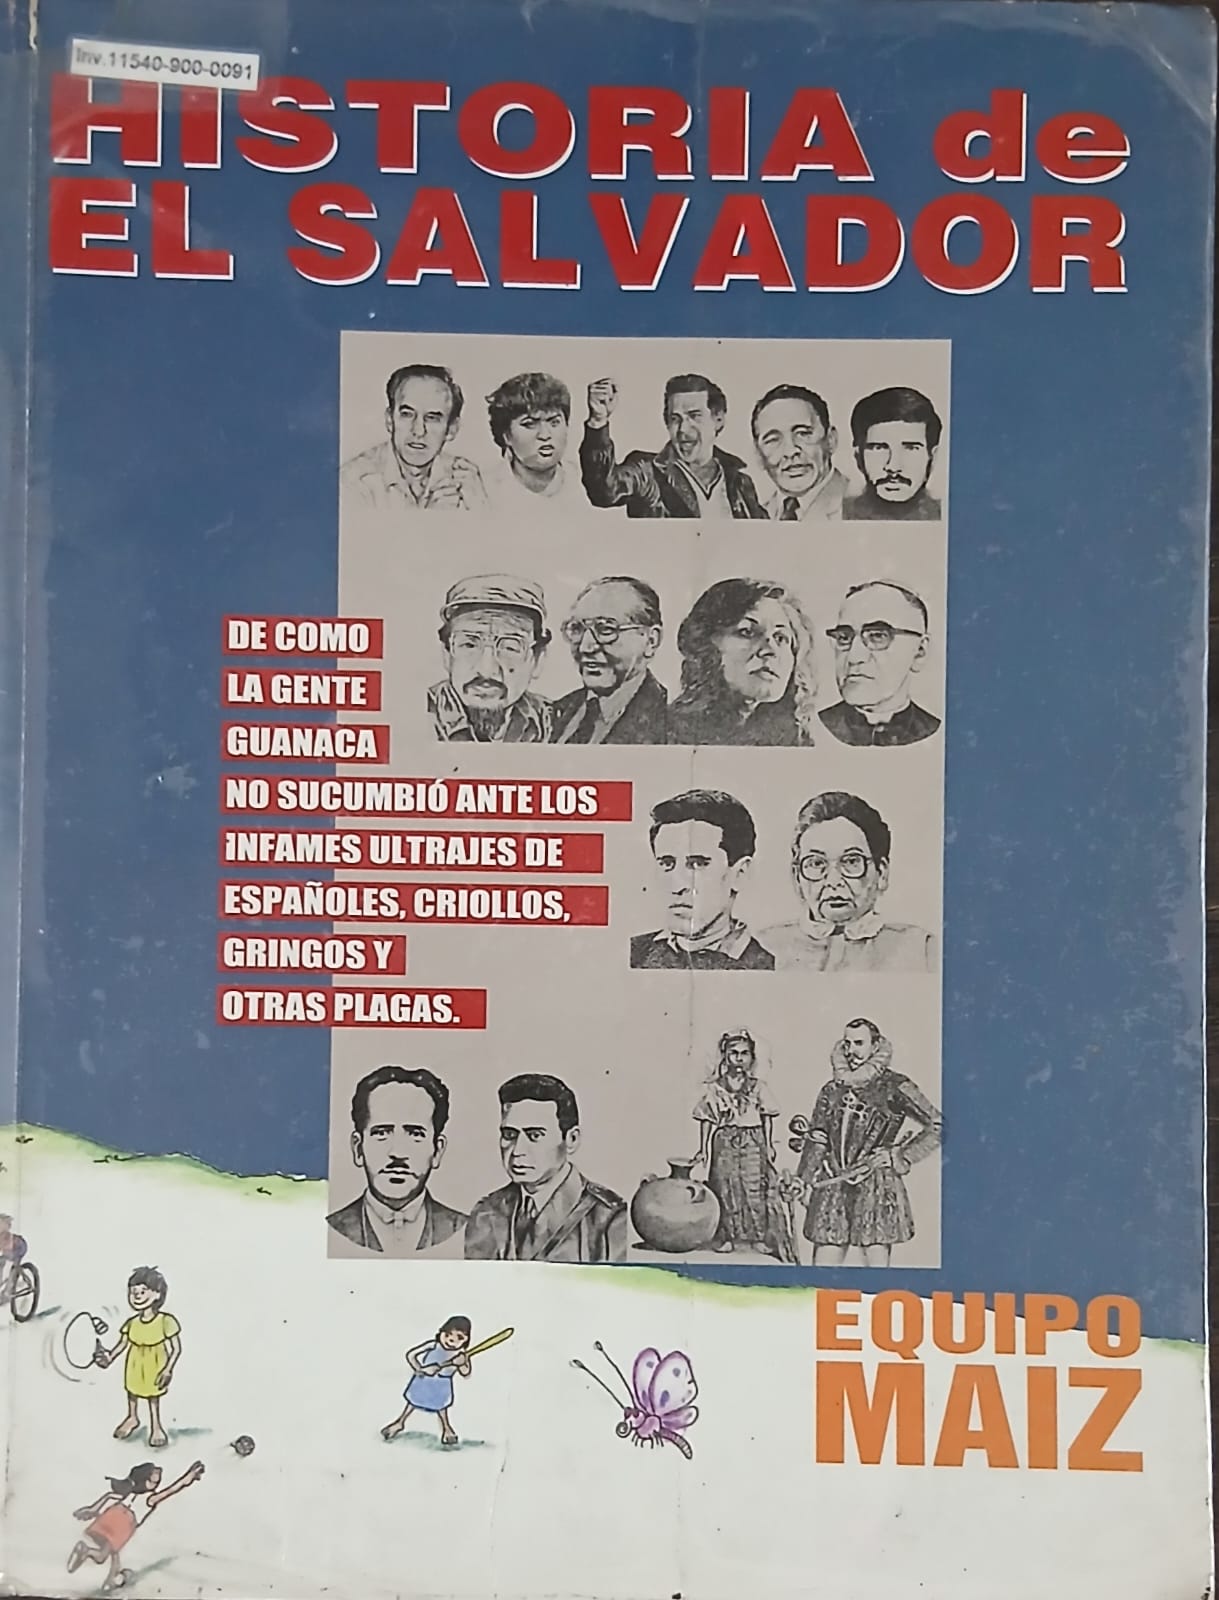 Inv.11540-900-0091
HISTORIA de
EL SALVADOR
DE COMO
LA GENTE
GUANACA
NO SUCUMBIÓ ANTE LOS
INFAMES ULTRAJES DE
ESPAÑOLES, CRIOLLOS,
GRINGOS Y
OTRAS PLAGAS.
EQUIPO
MAIZ